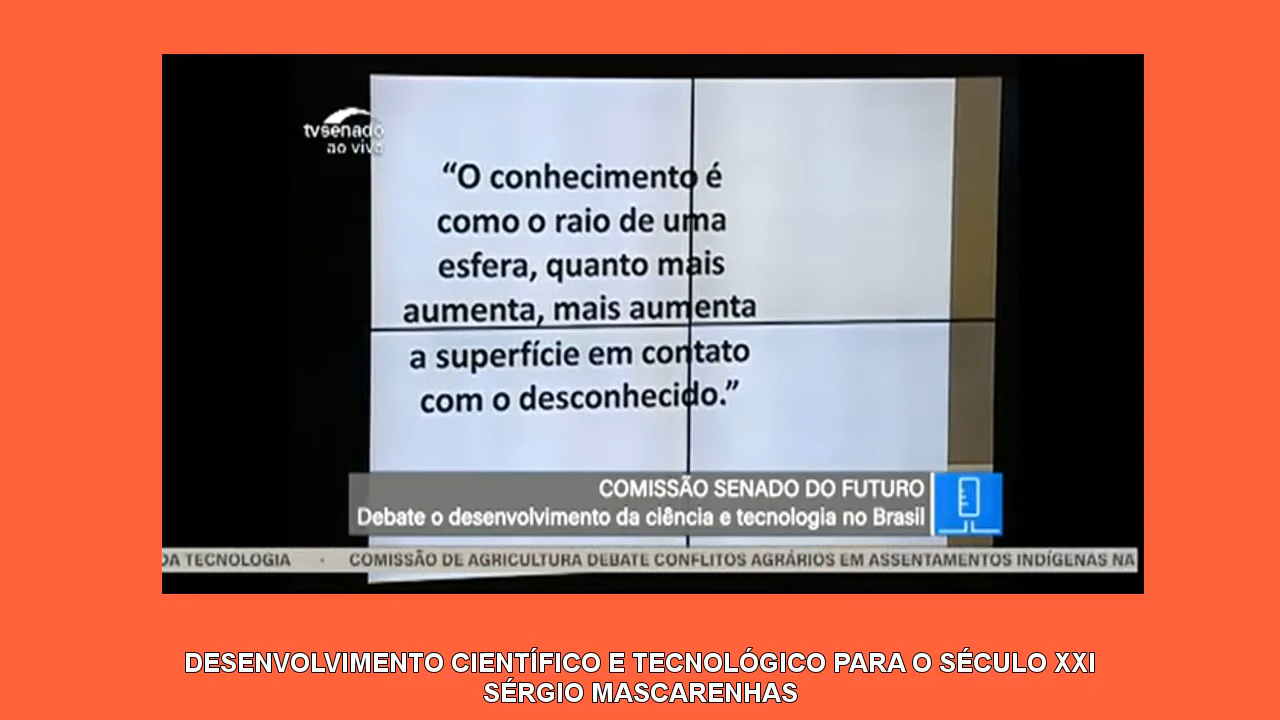 tvsenado
ao vivo
“O conhecimento é
como o raio de uma
esfera, quanto mais
aumenta, mais aumenta
a superfície em contato
com o desconhecido.”
COMISSÃO SENADO DO FUTURO
Debate o desenvolvimento da ciência e tecnologia no Brasil
DA TECNOLOGIA · COMISSÃO DE AGRICULTURA DEBATE CONFLITOS AGRÁRIOS EM ASSENTAMENTOS INDÍGENAS NA
DESENVOLVIMENTO CIENTÍFICO E TECNOLÓGICO PARA O SÉCULO XXI
SÉRGIO MASCARENHAS